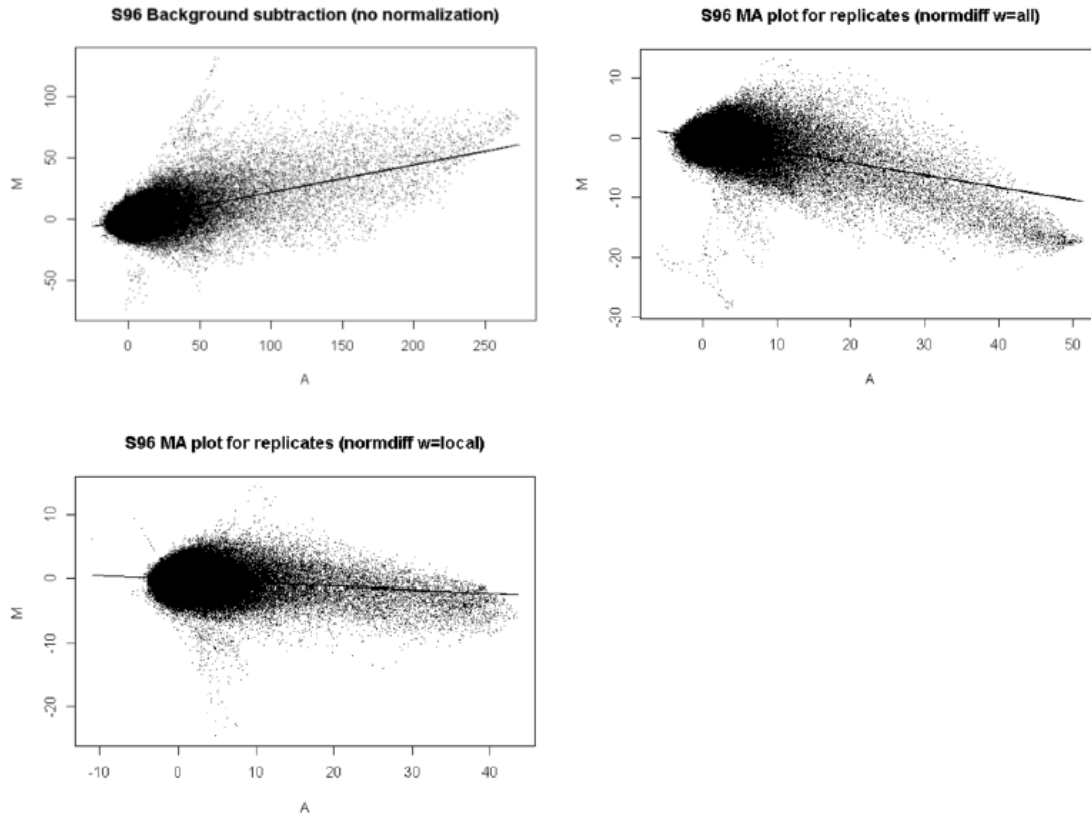 S96 Background subtraction (no normalization)
100
50
0
-50
M
0 50 100 150 200 250
A
S96 MA plot for replicates (normdiff w=all)
10
0
-10
-20
-30
M
0 10 20 30 40 50
A
S96 MA plot for replicates (normdiff w=local)
10
0
-10
-20
M
-10 0 10 20 30 40
A